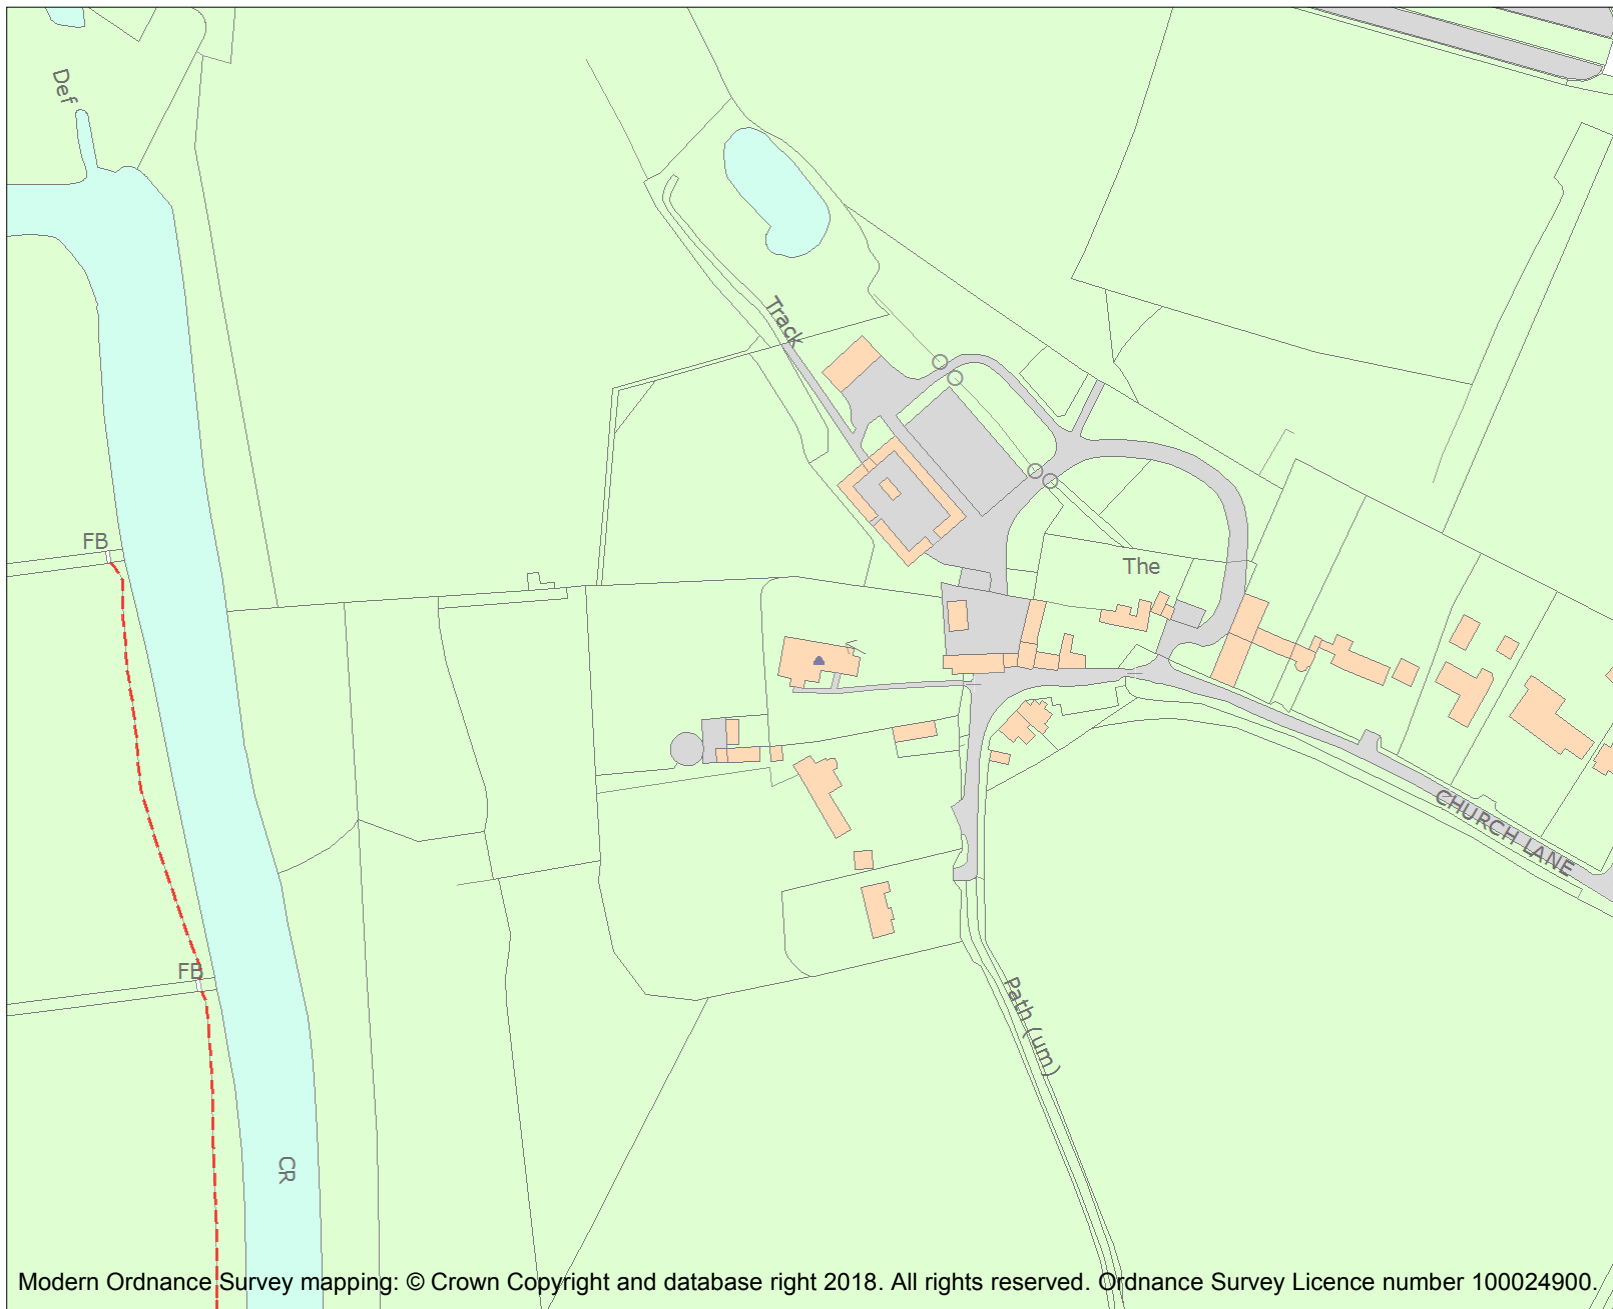 Def
Track
FB
The
CHURCH LANE
FB
Path (um)
CR
Modern Ordnance Survey mapping: © Crown Copyright and database right 2018. All rights reserved. Ordnance Survey Licence number 100024900.